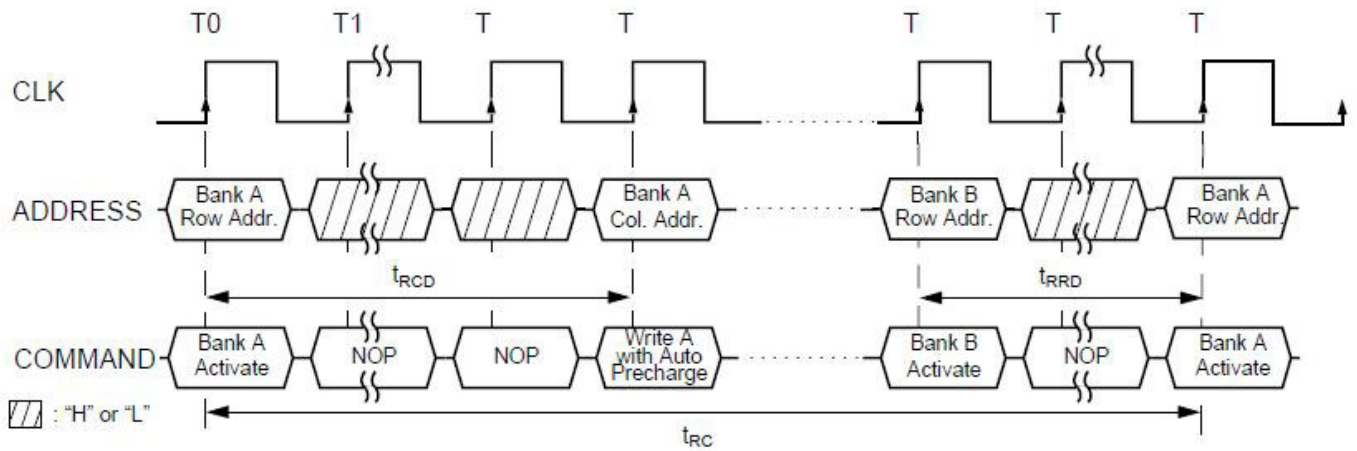 T0 T1 T T T T T
CLK
ADDRESS
Bank A
Row Addr.
Bank A
Col. Addr.
Bank B
Row Addr.
Bank A
Row Addr.
tRCD
tRRD
COMMAND
Bank A
Activate
NOP
NOP
Write A
with Auto
Precharge
Bank B
Activate
NOP
Bank A
Activate
: “H” or “L”
tRC